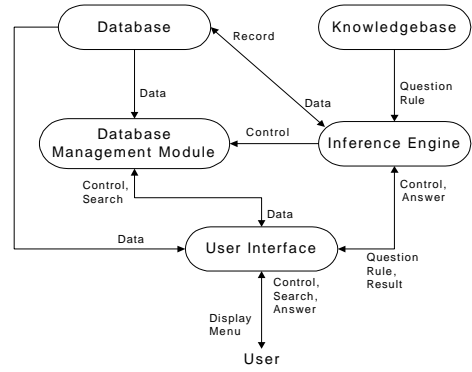 Database
Knowledgebase
Record
Data
Data
Question
Rule
Database
Management Module
Control
Inference Engine
Control,
Search
Control,
Answer
Data
Data
User Interface
Question
Rule,
Result
Control,
Search,
Answer
Display
Menu
User